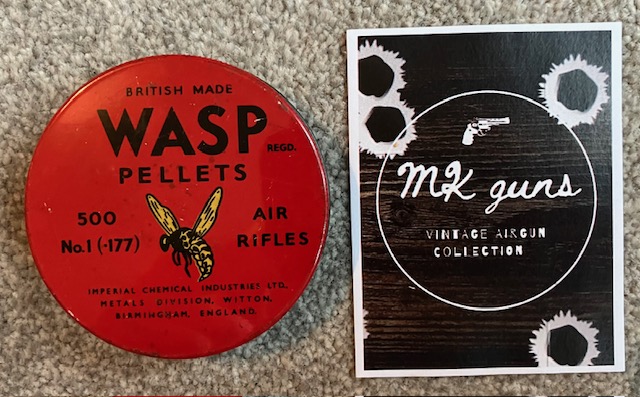 BRITISH MADE
WASP REGD.
PELLETS
500 AIR
No.1 (·177) RIFLES
IMPERIAL CHEMICAL INDUSTRIES LTD.,
METALS DIVISION, WITTON,
BIRMINGHAM, ENGLAND.
MK guns
VINTAGE AIRGUN
COLLECTION